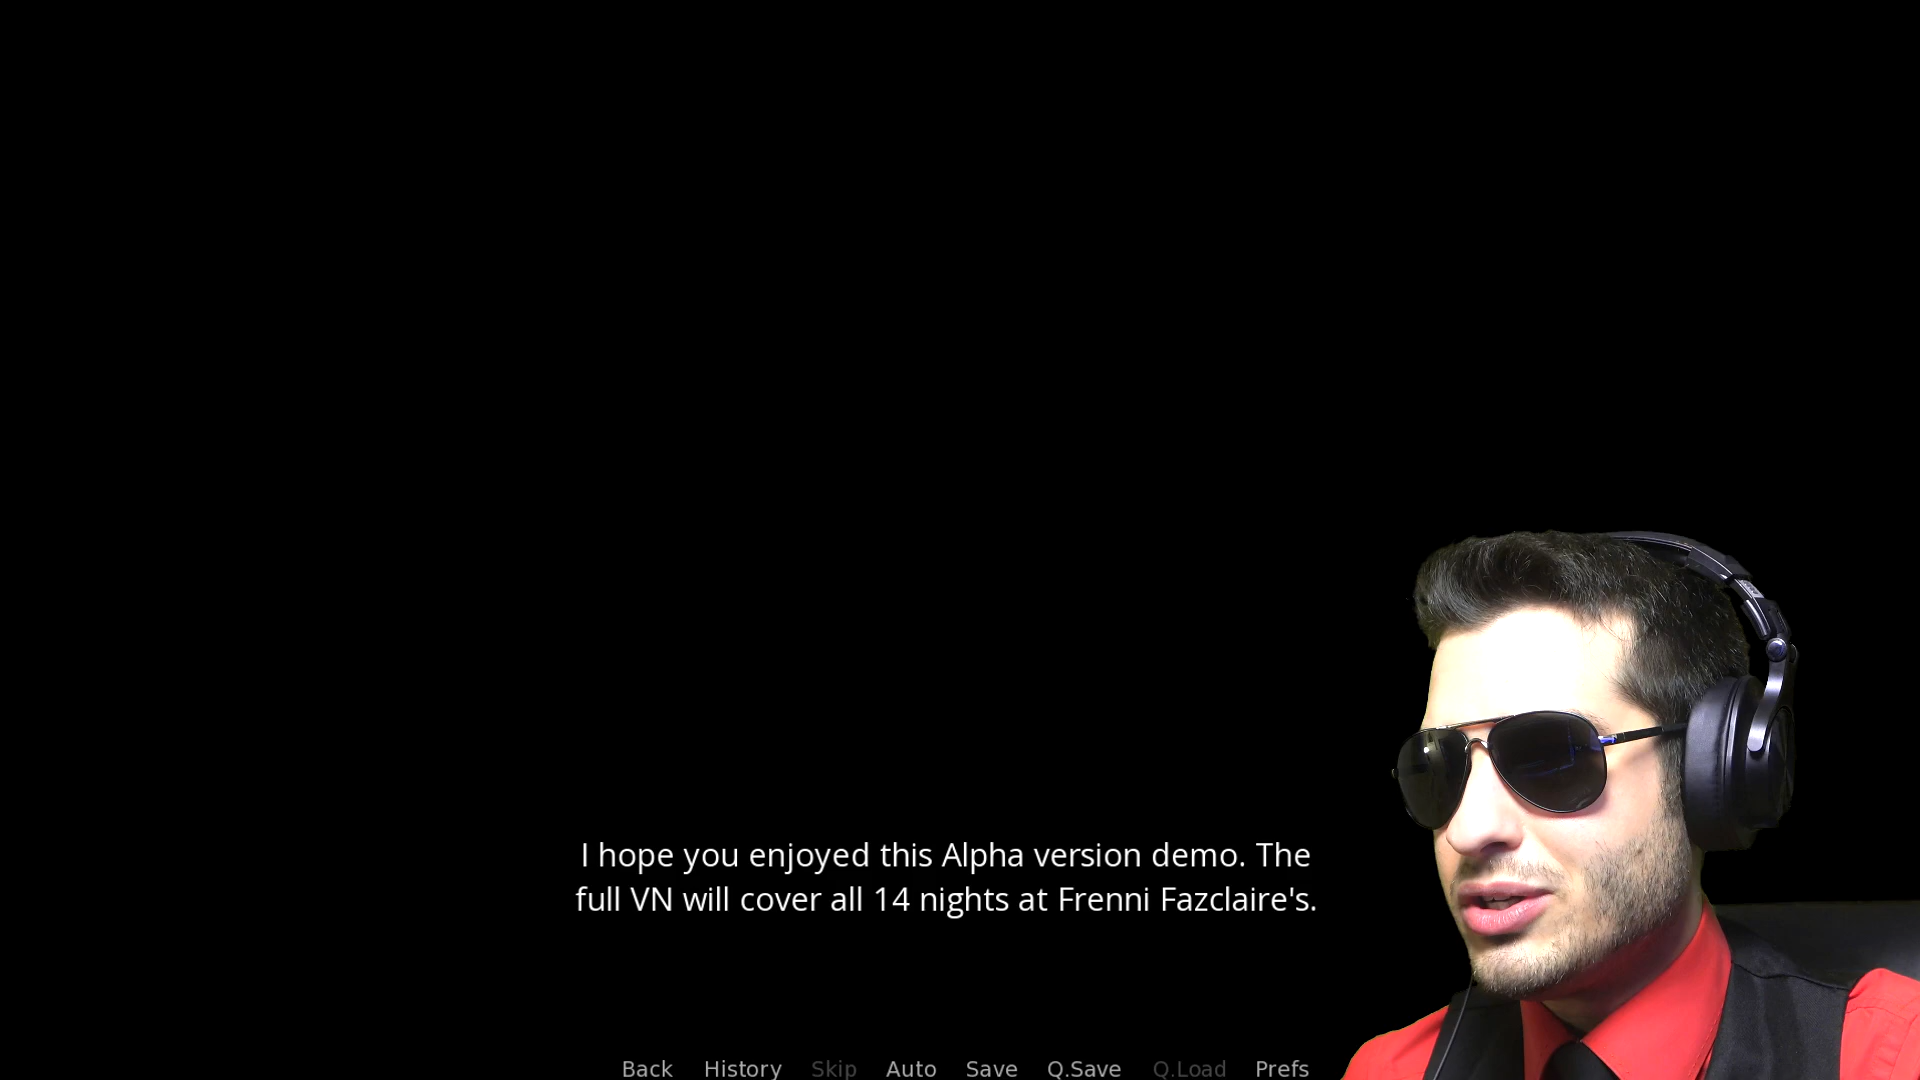 I hope you enjoyed this Alpha version demo. The
full VN will cover all 14 nights at Frenni Fazclaire's.
Back History Skip Auto Save Q.Save Q.Load Prefs